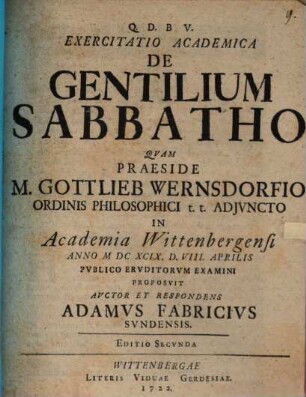 Q. D. B V.
EXERCITATIO ACADEMICA
DE
GENTILIUM
SABBATHO
QVAM
PRAESIDE
M. GOTTLIEB WERNSDORFIO
ORDINIS PHILOSOPHICI t. t. ADJVNCTO
IN
Academia Wittenbergensi
ANNO M DC XCIX. D. VIII. APRILIS
PVBLICO ERVDITORVM EXAMINI
PROPOSVIT
AVCTOR ET RESPONDENS
ADAMVS FABRICIVS
SVNDENSIS.
EDITIO SECVNDA
WITTENBERGAE
LITERIS VIDVAE GERDESIAE.
1722.